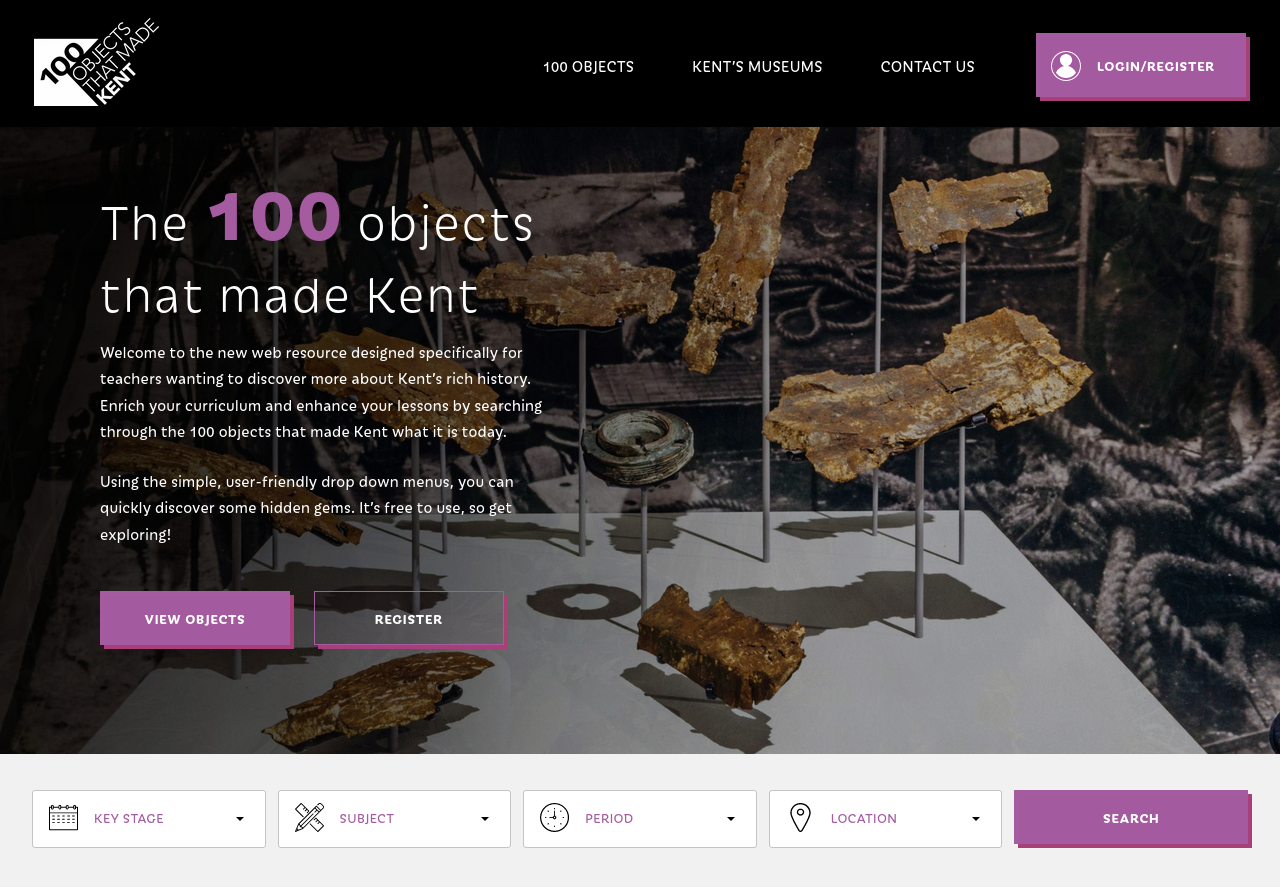 100
OBJECTS
THAT MADE
KENT
100 OBJECTS
KENT'S MUSEUMS
CONTACT US
LOGIN/REGISTER
The 100 objects
that made Kent
Welcome to the new web resource designed specifically for
teachers wanting to discover more about Kent's rich history.
Enrich your curriculum and enhance your lessons by searching
through the 100 objects that made Kent what it is today.
Using the simple, user-friendly drop down menus, you can
quickly discover some hidden gems. It's free to use, so get
exploring!
VIEW OBJECTS
REGISTER
KEY STAGE
SUBJECT
PERIOD
LOCATION
SEARCH